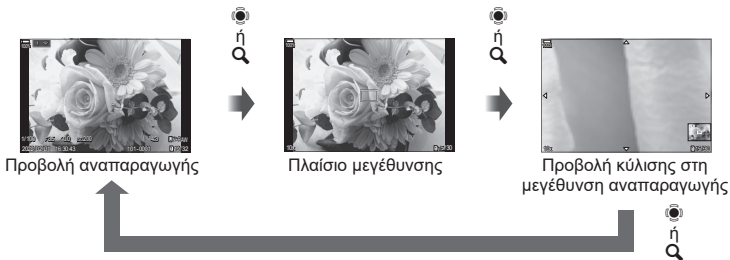 ή
ή
Προβολή αναπαραγωγής
Πλαίσιο μεγέθυνσης
Προβολή κύλισης στη
μεγέθυνση αναπαραγωγής
ή